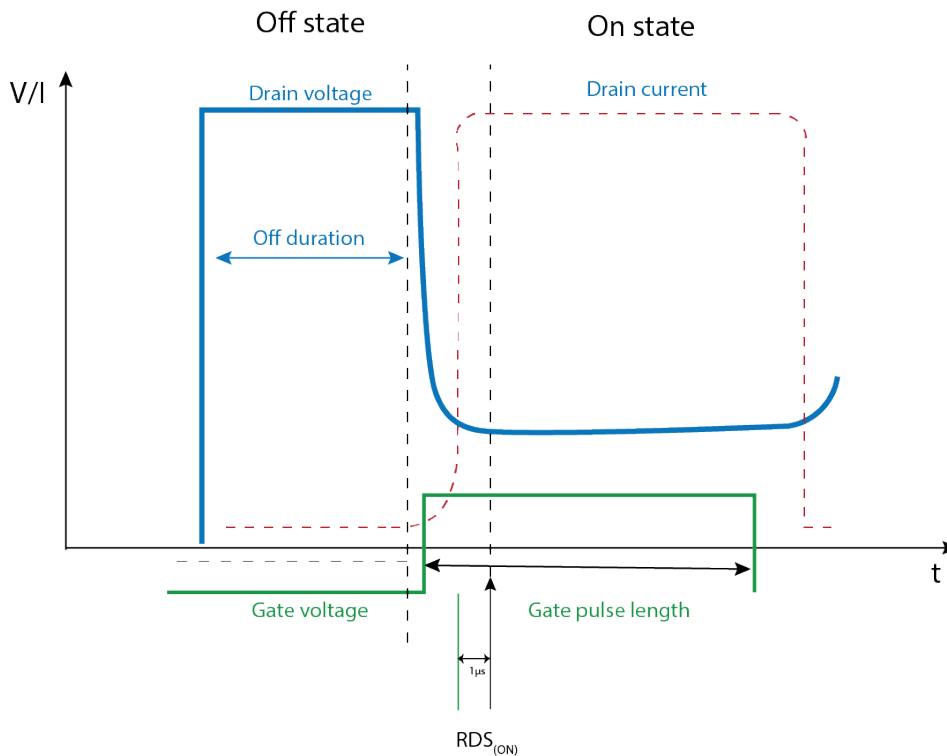 Off state
On state
V/I
Drain voltage
Drain current
Off duration
t
Gate voltage
Gate pulse length
1µs
RDS(ON)